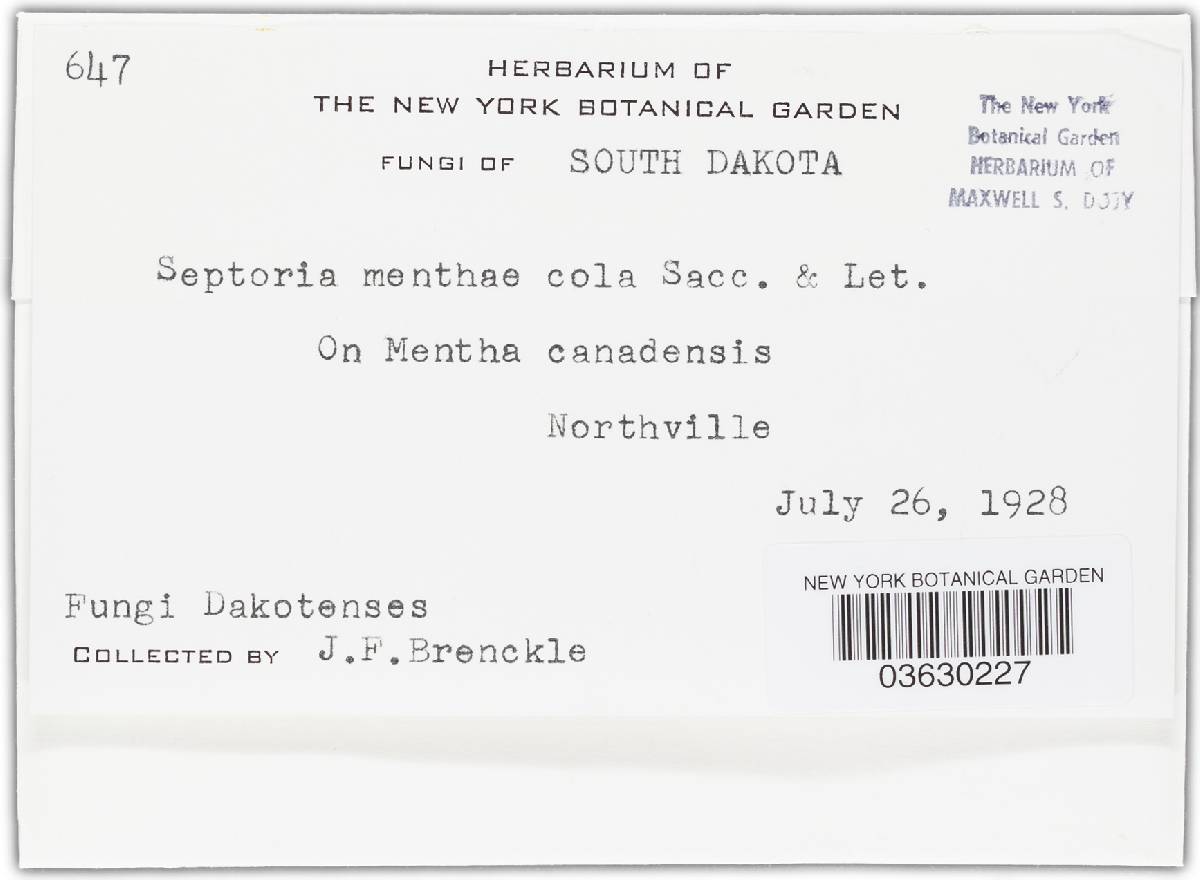 647
HERBARIUM OF
THE NEW YORK BOTANICAL GARDEN
FUNGI OF SOUTH DAKOTA
The New York
Botanical Garden
HERBARIUM OF
MAXWELL S. DOTY
Septoria menthae cola Sacc. & Let.
On Mentha canadensis
Northville
July 26, 1928
NEW YORK BOTANICAL GARDEN
03630227
Fungi Dakotenses
COLLECTED BY J.F.Brenckle